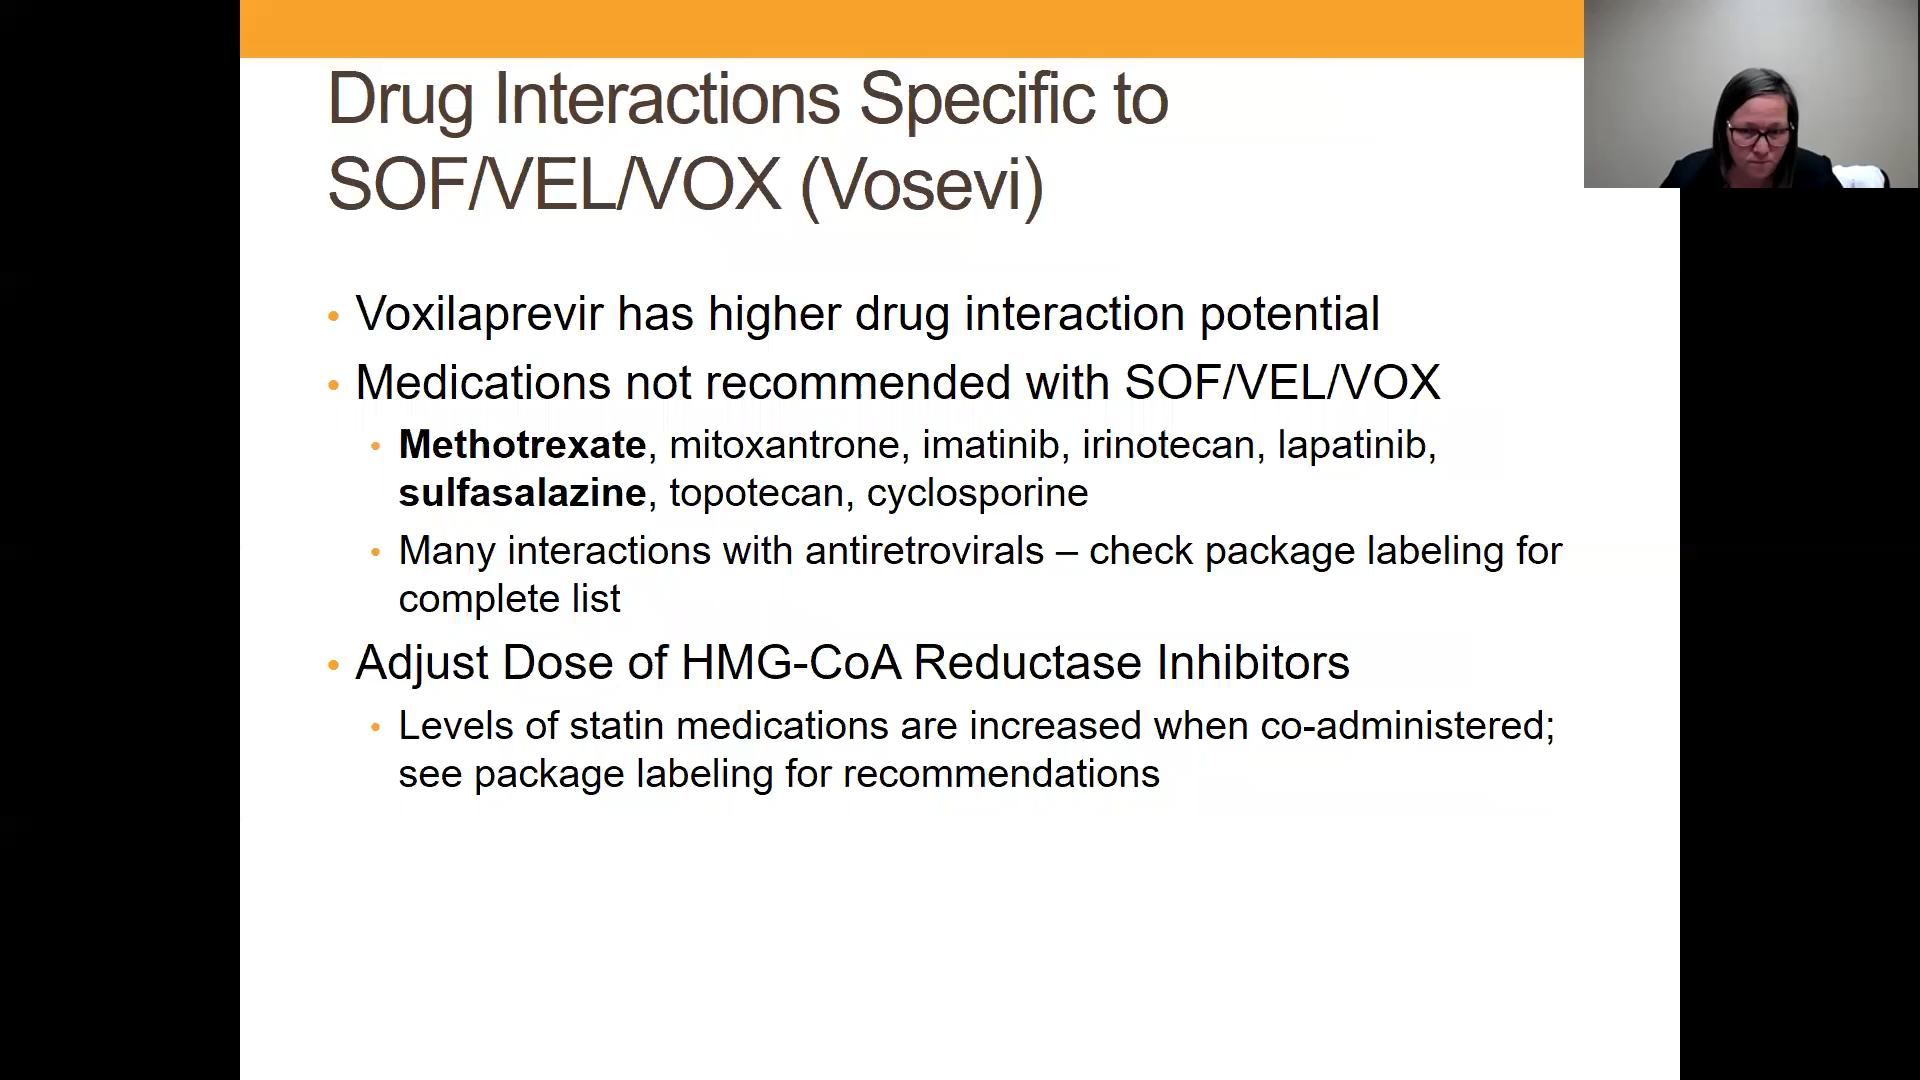 Drug Interactions Specific to
SOF/VEL/VOX (Vosevi)
• Voxilaprevir has higher drug interaction potential
• Medications not recommended with SOF/VEL/VOX
• Methotrexate, mitoxantrone, imatinib, irinotecan, lapatinib,
sulfasalazine, topotecan, cyclosporine
• Many interactions with antiretrovirals – check package labeling for
complete list
• Adjust Dose of HMG-CoA Reductase Inhibitors
• Levels of statin medications are increased when co-administered;
see package labeling for recommendations